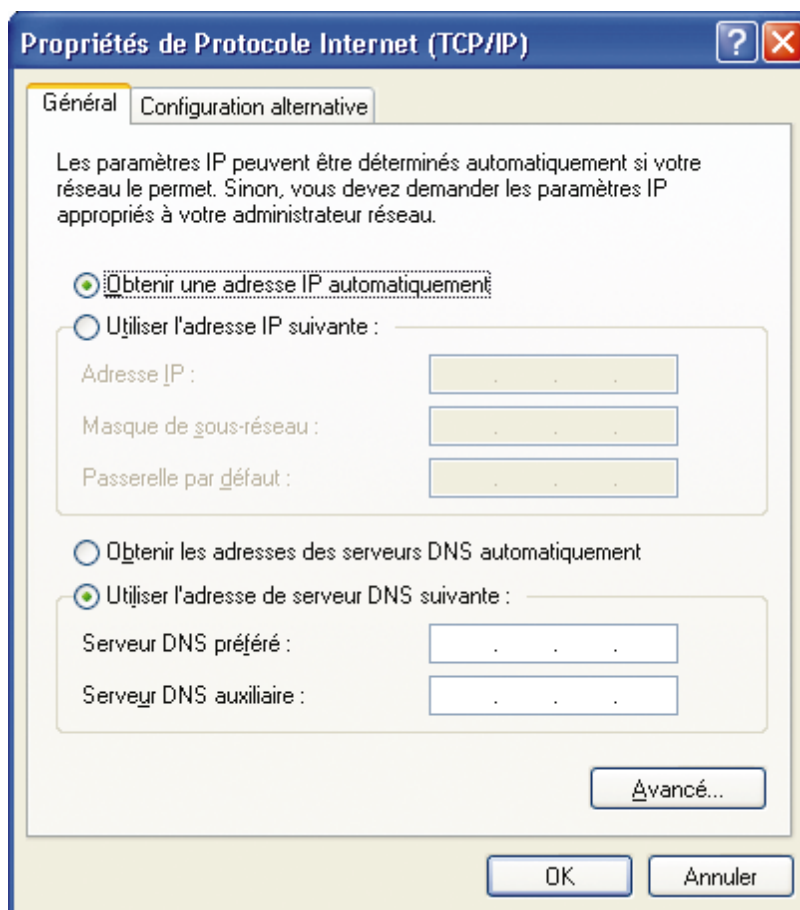 Propriétés de Protocole Internet (TCP/IP)
Général
Configuration alternative
Les paramètres IP peuvent être déterminés automatiquement si votre
réseau le permet. Sinon, vous devez demander les paramètres IP
appropriés à votre administrateur réseau.
Obtenir une adresse IP automatiquement
Utiliser l'adresse IP suivante :
Adresse IP :
Masque de sous-réseau :
Passerelle par défaut :
Obtenir les adresses des serveurs DNS automatiquement
Utiliser l'adresse de serveur DNS suivante :
Serveur DNS préféré :
Serveur DNS auxiliaire :
Avancé...
OK
Annuler